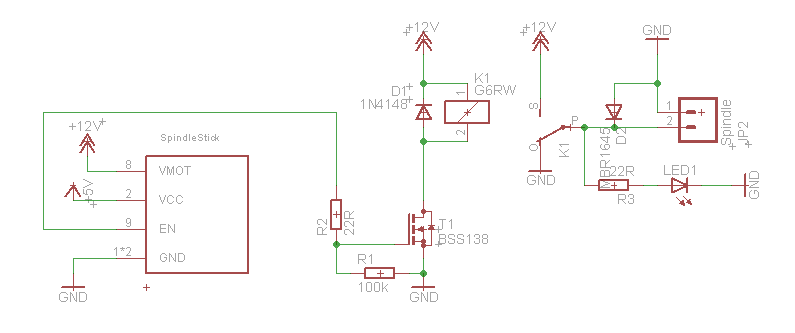 +12V
+12V
GND
K1
G6RW
1
2
D1
1N4148
S
P
O
K1
GND
D2
MBR1645
1
2
Spindle
JP2
22R
R3
LED1
GND
+12V
SpindleStick
8
VMOT
+5V
2
VCC
9
EN
1*2
GND
GND
R2
22R
T1
BSS138
R1
100k
GND